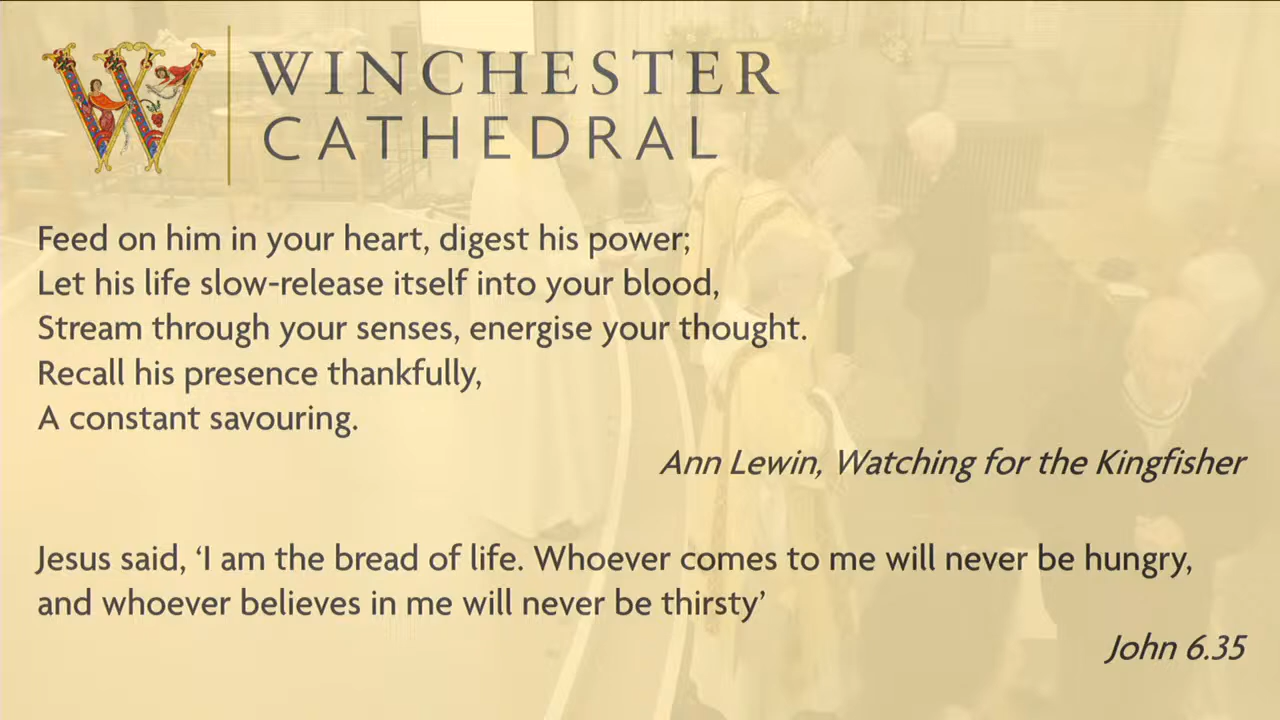 WINCHESTER
CATHEDRAL
Feed on him in your heart, digest his power;
Let his life slow-release itself into your blood,
Stream through your senses, energise your thought.
Recall his presence thankfully,
A constant savouring.
Ann Lewin, Watching for the Kingfisher
Jesus said, ‘I am the bread of life. Whoever comes to me will never be hungry,
and whoever believes in me will never be thirsty’
John 6.35